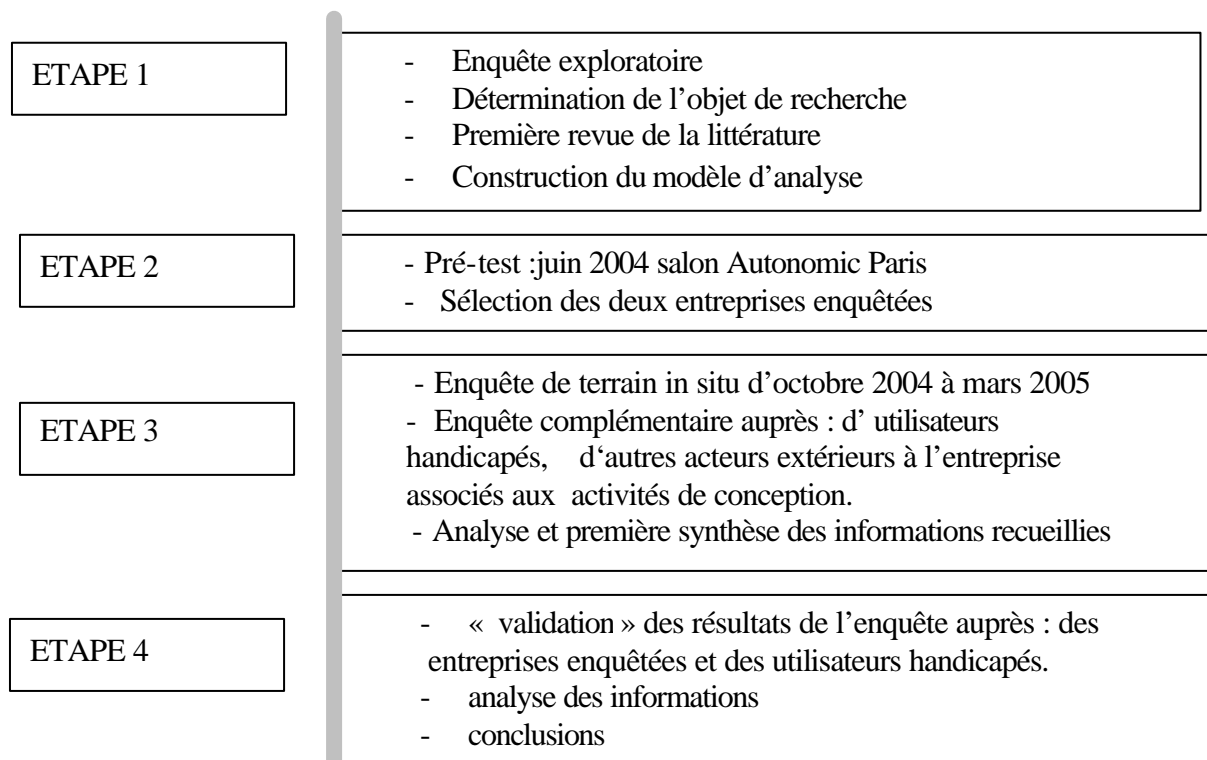 ETAPE 1
- Enquête exploratoire
- Détermination de l’objet de recherche
- Première revue de la littérature
- Construction du modèle d’analyse
ETAPE 2
- Pré-test :juin 2004 salon Autonomic Paris
- Sélection des deux entreprises enquêtées
ETAPE 3
- Enquête de terrain in situ d’octobre 2004 à mars 2005
- Enquête complémentaire auprès : d’ utilisateurs
handicapés, d‘autres acteurs extérieurs à l’entreprise
associés aux activités de conception.
- Analyse et première synthèse des informations recueillies
ETAPE 4
- « validation » des résultats de l’enquête auprès : des
entreprises enquêtées et des utilisateurs handicapés.
- analyse des informations
- conclusions